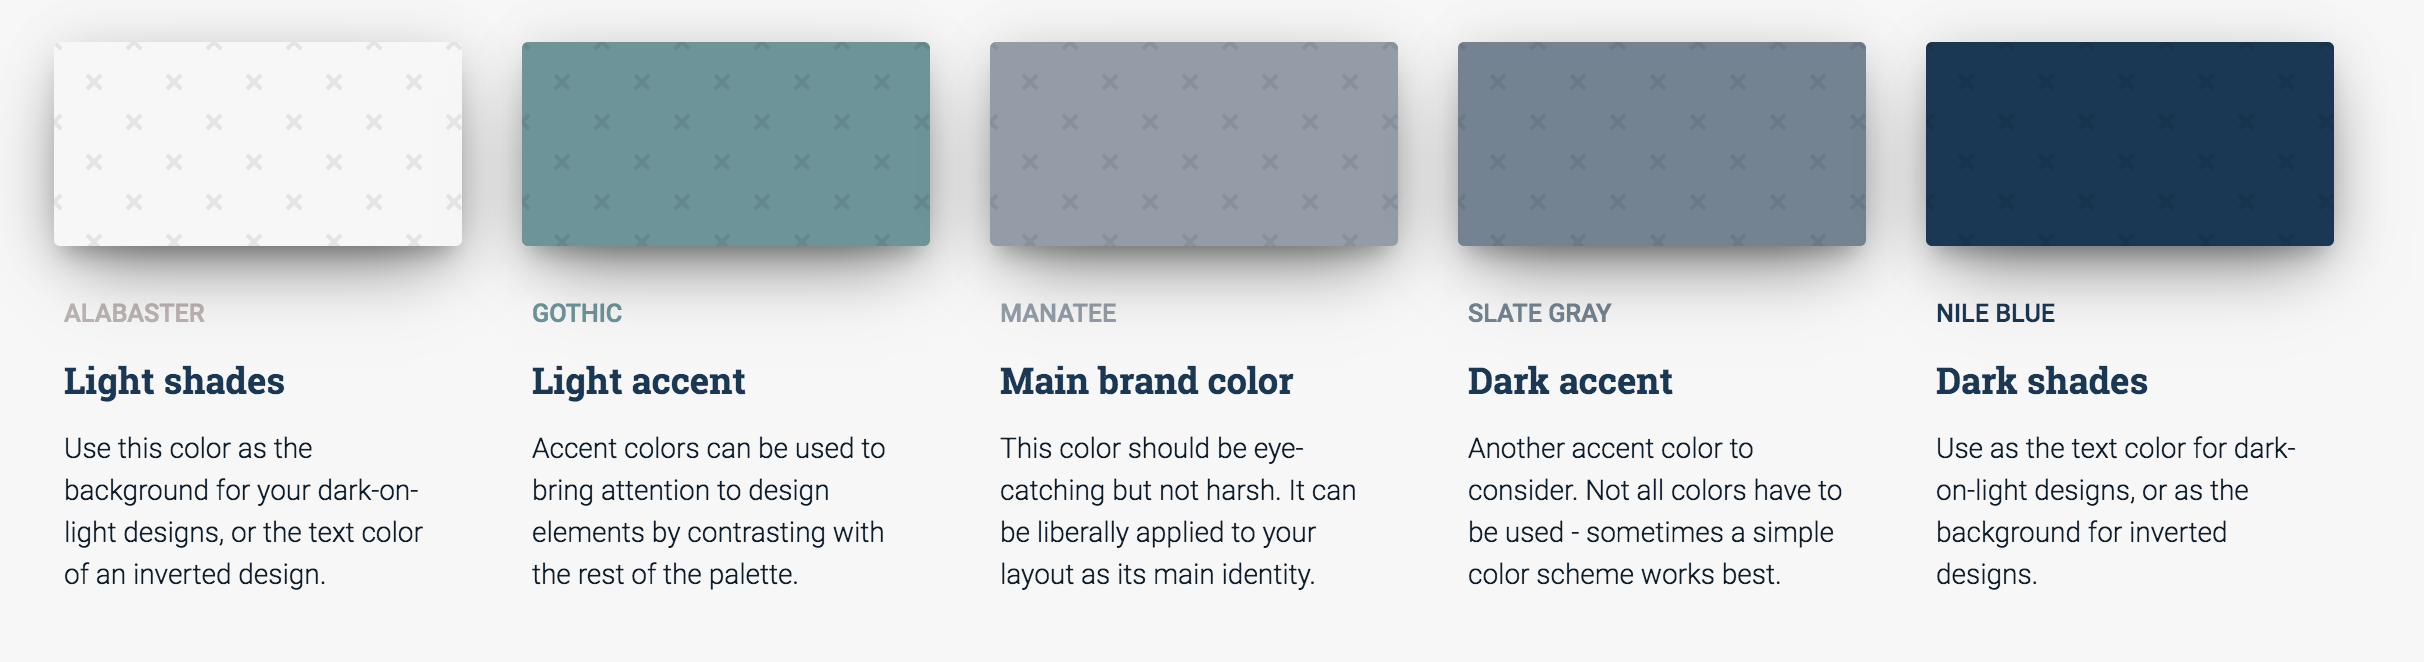 ALABASTER
Light shades
Use this color as the
background for your dark-on-
light designs, or the text color
of an inverted design.
GOTHIC
Light accent
Accent colors can be used to
bring attention to design
elements by contrasting with
the rest of the palette.
MANATEE
Main brand color
This color should be eye-
catching but not harsh. It can
be liberally applied to your
layout as its main identity.
SLATE GRAY
Dark accent
Another accent color to
consider. Not all colors have to
be used - sometimes a simple
color scheme works best.
NILE BLUE
Dark shades
Use as the text color for dark-
on-light designs, or as the
background for inverted
designs.